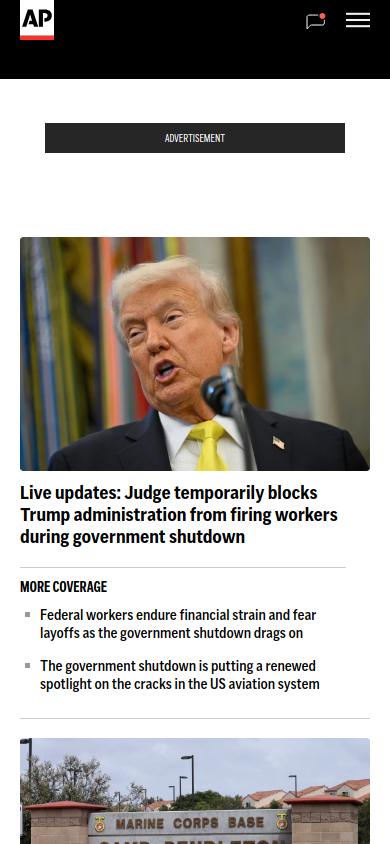 AP
ADVERTISEMENT
Live updates: Judge temporarily blocks
Trump administration from firing workers
during government shutdown
MORE COVERAGE
Federal workers endure financial strain and fear
layoffs as the government shutdown drags on
The government shutdown is putting a renewed
spotlight on the cracks in the US aviation system
MARINE CORPS BASE
CAMP PENDLETON